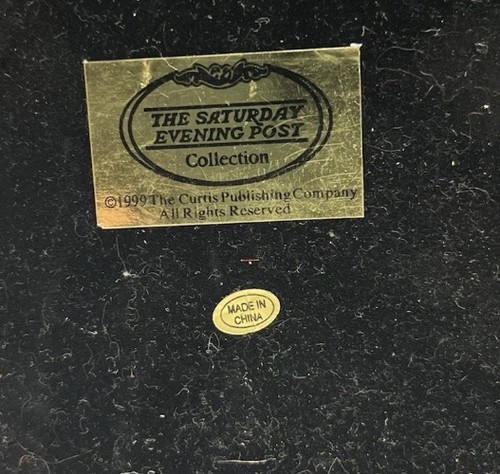 THE SATURDAY
EVENING POST
Collection
©1999 The Curtis Publishing Company
All Rights Reserved
MADE IN
CHINA